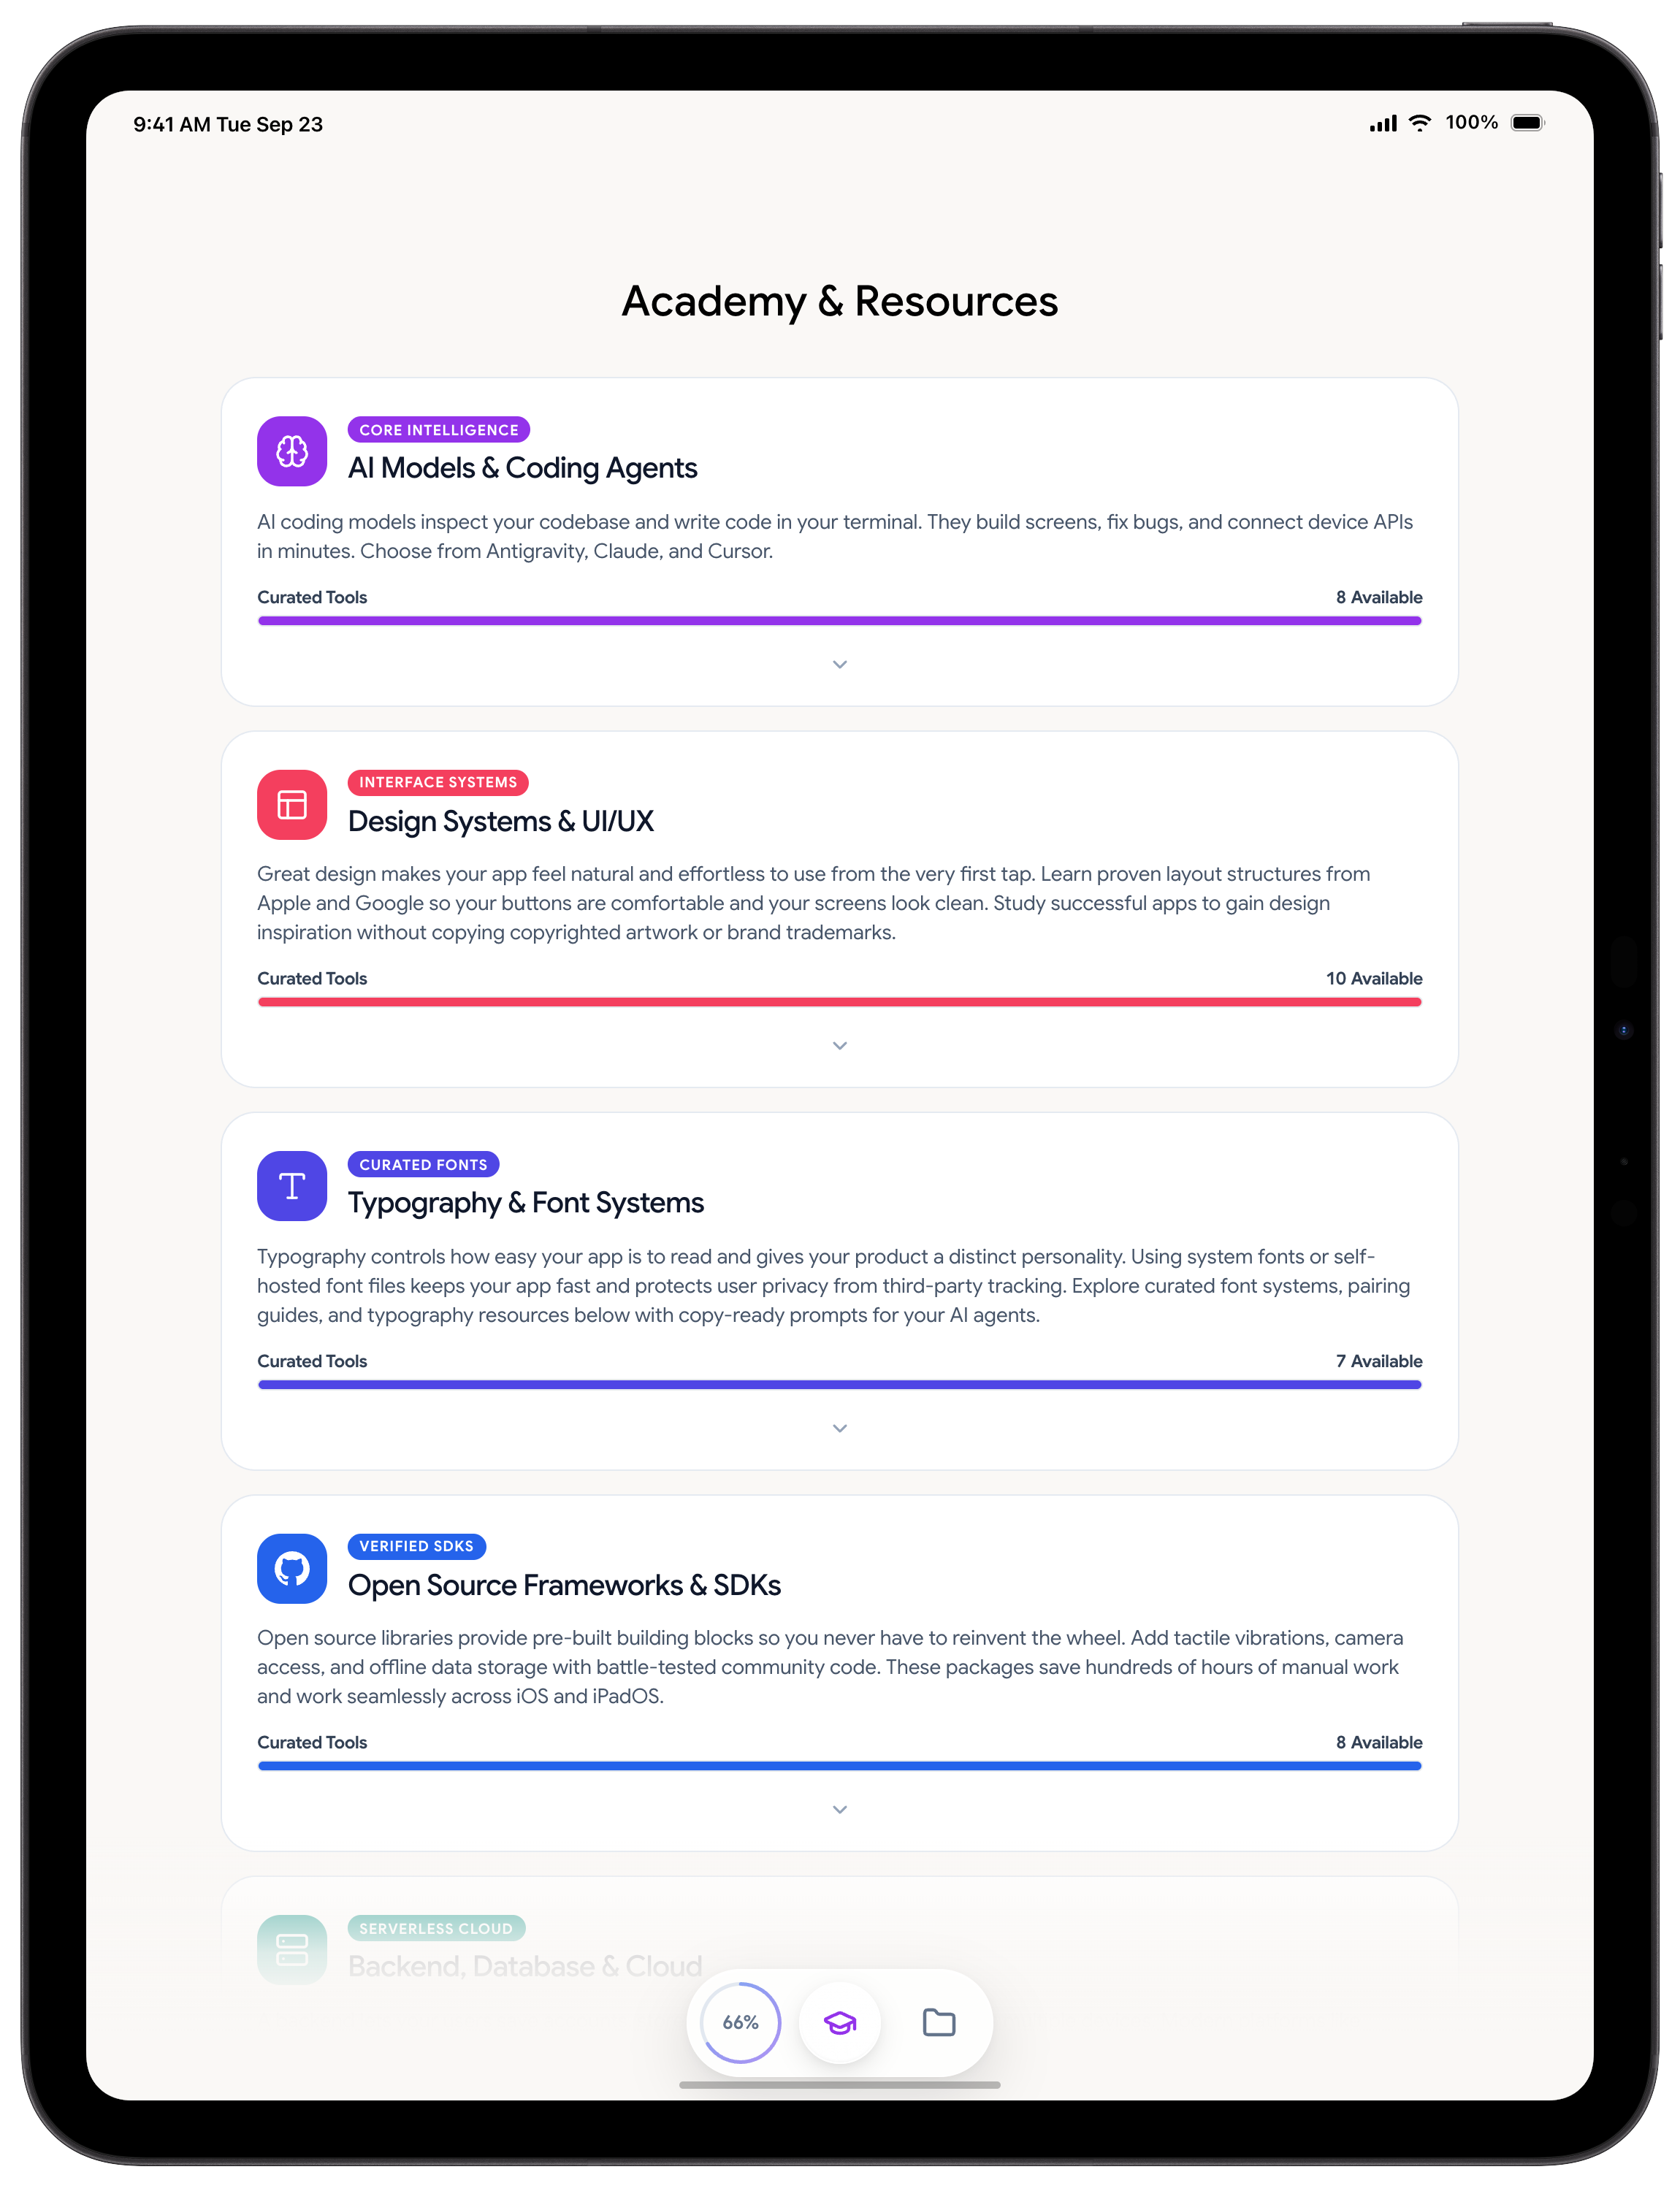 9:41 AM Tue Sep 23
100%
Academy & Resources
CORE INTELLIGENCE
AI Models & Coding Agents
AI coding models inspect your codebase and write code in your terminal. They build screens, fix bugs, and connect device APIs
in minutes. Choose from Antigravity, Claude, and Cursor.
Curated Tools
8 Available
INTERFACE SYSTEMS
Design Systems & UI/UX
Great design makes your app feel natural and effortless to use from the very first tap. Learn proven layout structures from
Apple and Google so your buttons are comfortable and your screens look clean. Study successful apps to gain design
inspiration without copying copyrighted artwork or brand trademarks.
Curated Tools
10 Available
CURATED FONTS
Typography & Font Systems
Typography controls how easy your app is to read and gives your product a distinct personality. Using system fonts or self-
hosted font files keeps your app fast and protects user privacy from third-party tracking. Explore curated font systems, pairing
guides, and typography resources below with copy-ready prompts for your AI agents.
Curated Tools
7 Available
VERIFIED SDKS
Open Source Frameworks & SDKs
Open source libraries provide pre-built building blocks so you never have to reinvent the wheel. Add tactile vibrations, camera
access, and offline data storage with battle-tested community code. These packages save hundreds of hours of manual work
and work seamlessly across iOS and iPadOS.
Curated Tools
8 Available
SERVERLESS CLOUD
Backend, Database & Cloud
66%